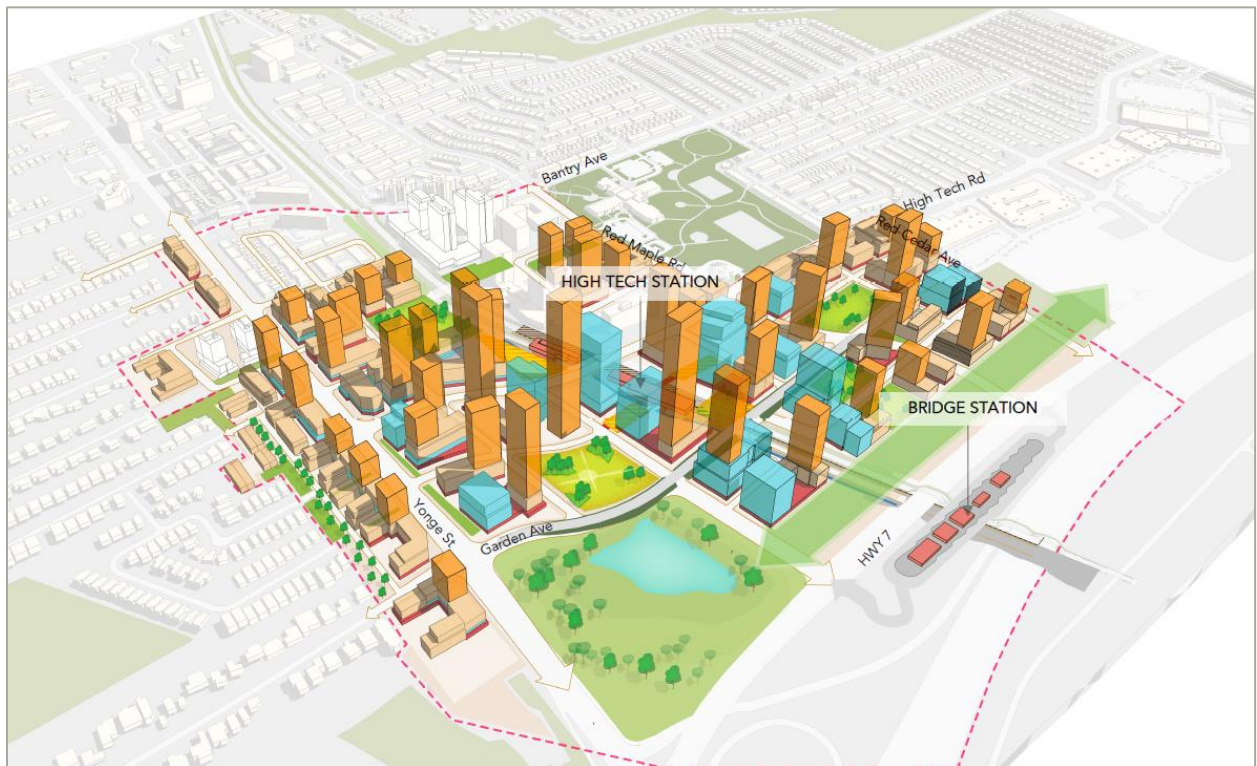 Bantry Ave
High Tech Rd
Red Cedar Ave
Red Maple Rd
HIGH TECH STATION
BRIDGE STATION
Yonge St
Garden Ave
HWY 7